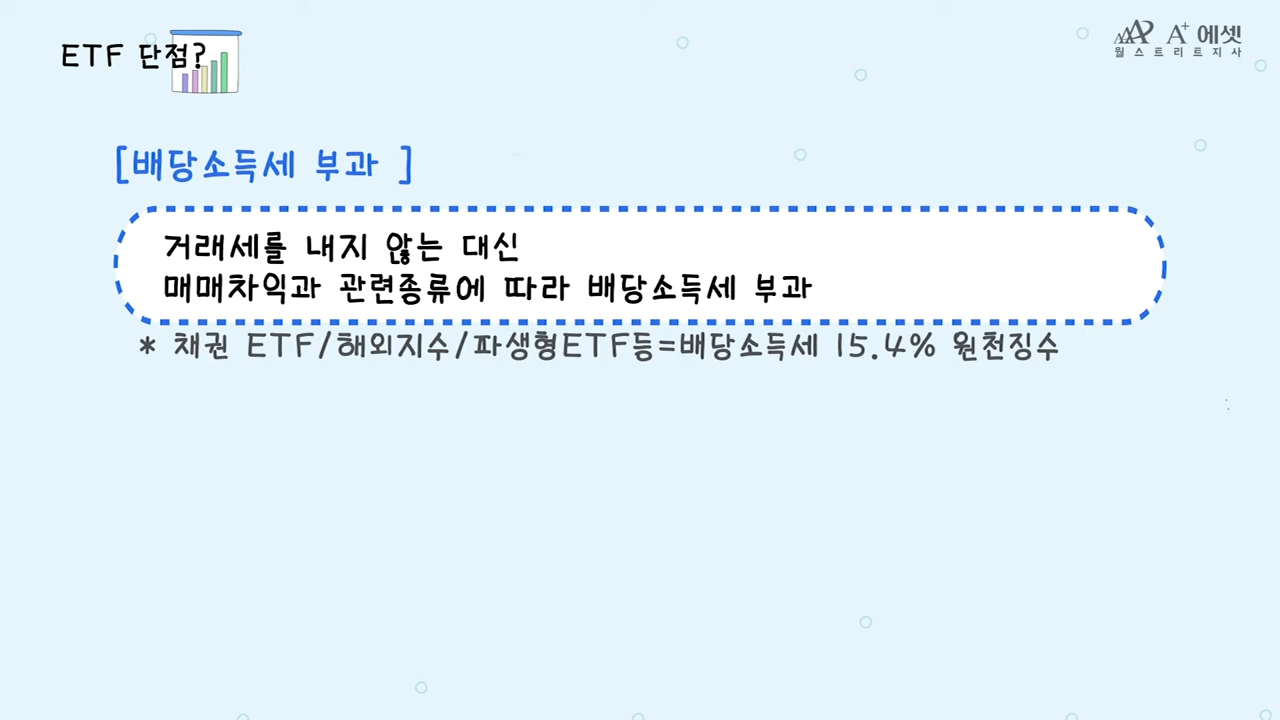 ETF 단점?
A+ 에셋
월스트리트지사
[배당소득세 부과 ]
거래세를 내지 않는 대신
매매차익과 관련종류에 따라 배당소득세 부과
* 채권 ETF/해외지수/파생형ETF등=배당소득세 15.4% 원천징수